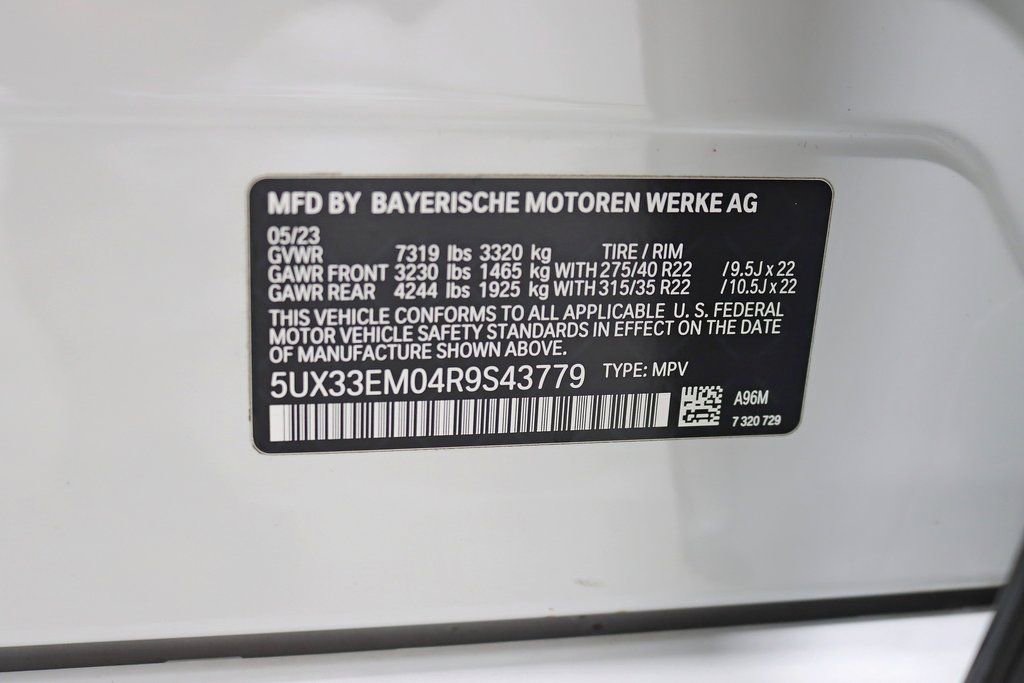 MFD BY BAYERISCHE MOTOREN WERKE AG
05/23
GVWR 7319 lbs 3320 kg TIRE / RIM
GAWR FRONT 3230 lbs 1465 kg WITH 275/40 R22 / 9.5J x 22
GAWR REAR 4244 lbs 1925 kg WITH 315/35 R22 / 10.5J x 22
THIS VEHICLE CONFORMS TO ALL APPLICABLE U. S. FEDERAL
MOTOR VEHICLE SAFETY STANDARDS IN EFFECT ON THE DATE
OF MANUFACTURE SHOWN ABOVE.
5UX33EM04R9S43779 TYPE: MPV
A96M
7 320 729